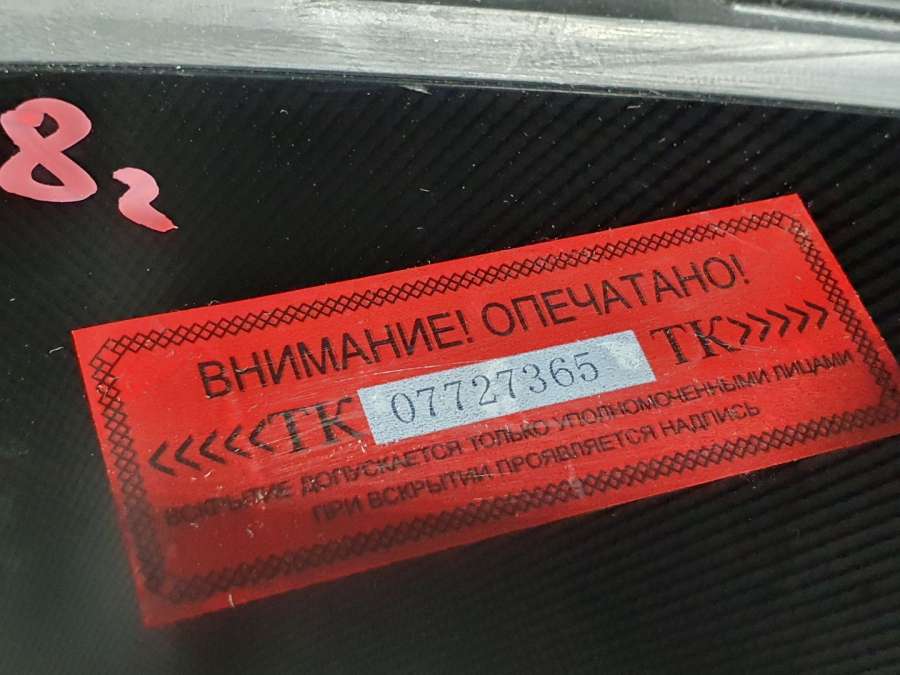 8,
ВНИМАНИЕ! ОПЕЧАТАНО!
<<<<<ТК 07727365 ТК>>>>>
ВСКРЫТИЕ ДОПУСКАЕТСЯ ТОЛЬКО УПОЛНОМОЧЕННЫМИ ЛИЦАМИ
ПРИ ВСКРЫТИИ ПРОЯВЛЯЕТСЯ НАДПИСЬ